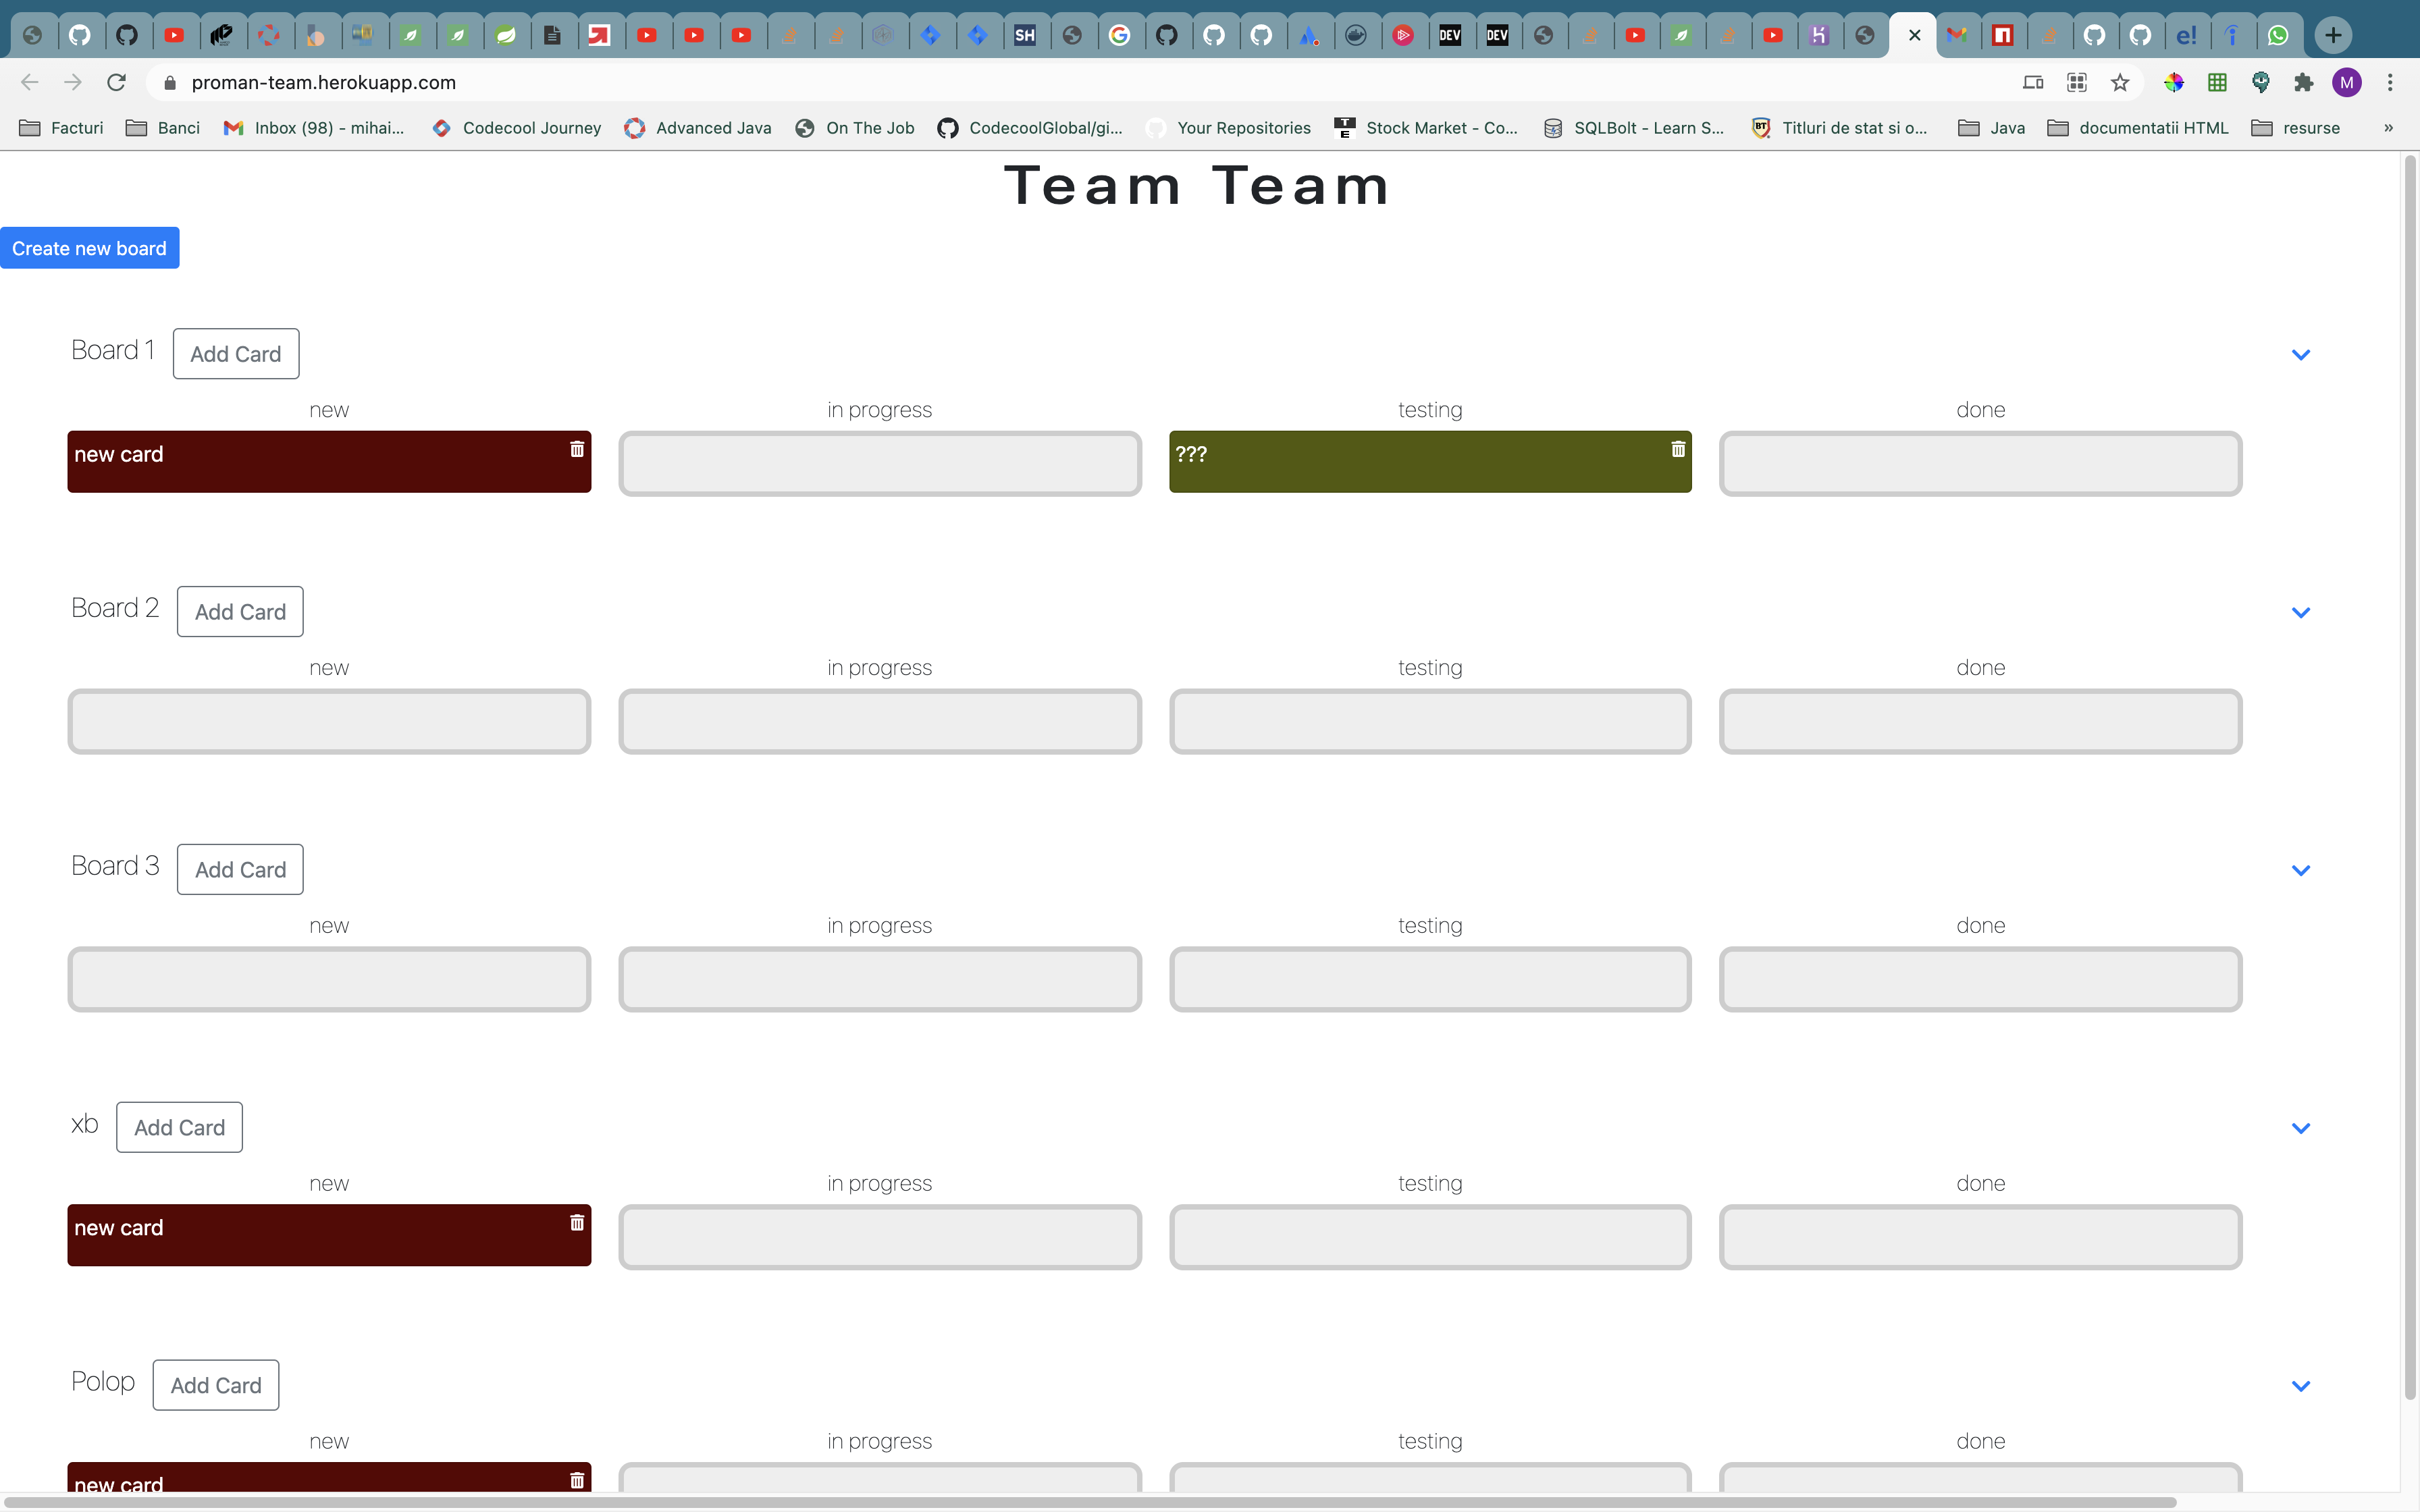 SH
DEV
DEV
e!
proman-team.herokuapp.com
M
Facturi
Banci
Inbox (98) - mihai...
Codecool Journey
Advanced Java
On The Job
CodecoolGlobal/gi...
Your Repositories
T
E
Stock Market - Co...
SQLBolt - Learn S...
BT
Titluri de stat si o...
Java
documentatii HTML
resurse
»
Team Team
Create new board
Board 1
Add Card
new
in progress
testing
done
new card
???
Board 2
Add Card
new
in progress
testing
done
Board 3
Add Card
new
in progress
testing
done
xb
Add Card
new
in progress
testing
done
new card
Polop
Add Card
new
in progress
testing
done
new card